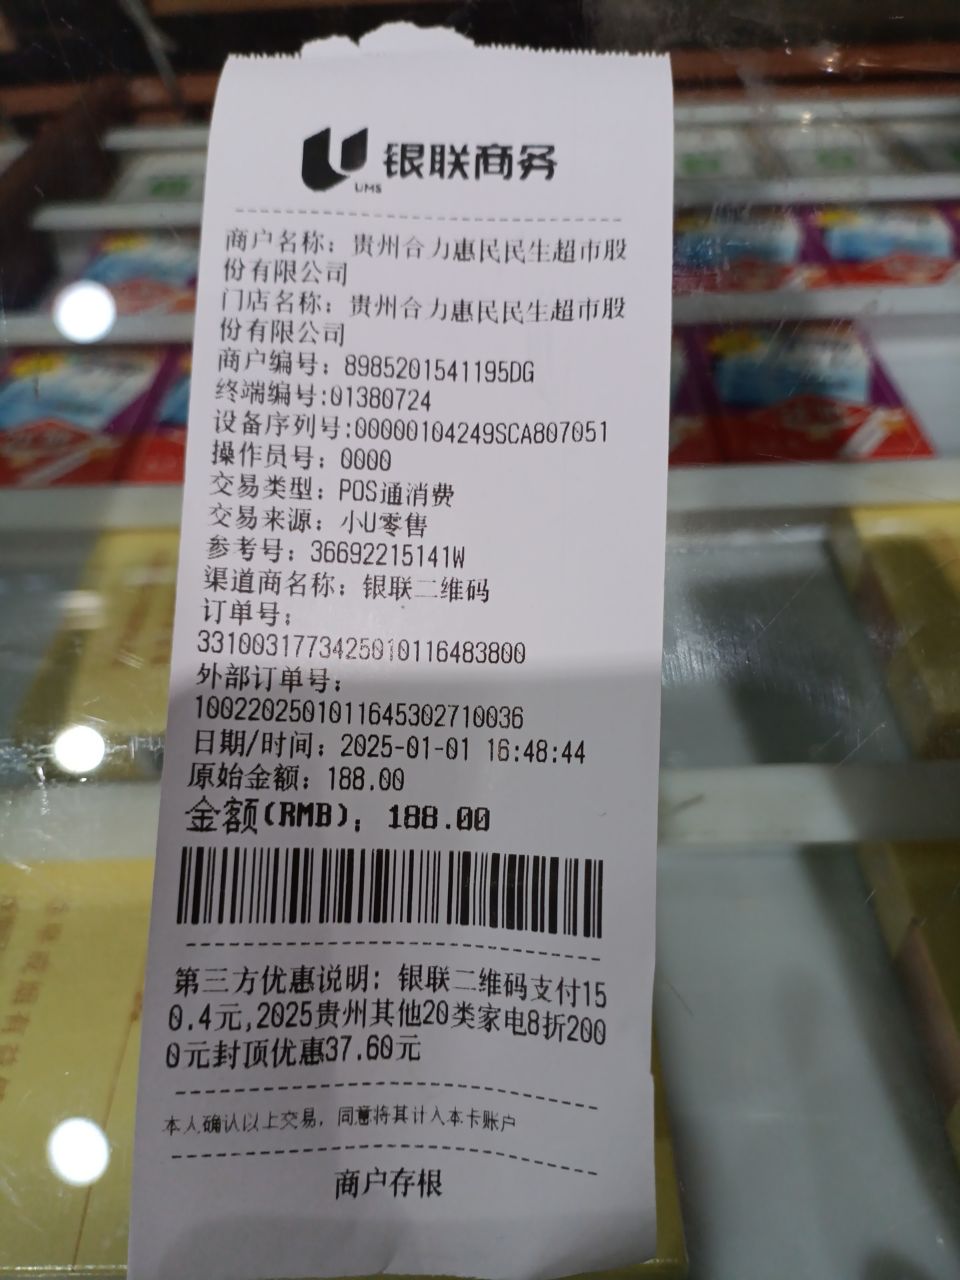 银联商务
UMS
商户名称：贵州合力惠民民生超市股
份有限公司
门店名称：贵州合力惠民民生超市股
份有限公司
商户编号：8985201541195DG
终端编号:01380724
设备序列号:00000104249SCA807051
操作员号：0000
交易类型：POS通消费
交易来源：小U零售
参考号：36692215141W
渠道商名称：银联二维码
订单号：
33100317734250101164838​00
外部订单号：
1002202501011645302710036
日期/时间：2025-01-01 16:48:44
原始金额：188.00
金额(RMB)：188.00
第三方优惠说明：银联二维码支付15
0.4元,2025贵州其他20类家电8折200
0元封顶优惠37.60元
本人确认以上交易，同意将其计入本卡账户
商户存根